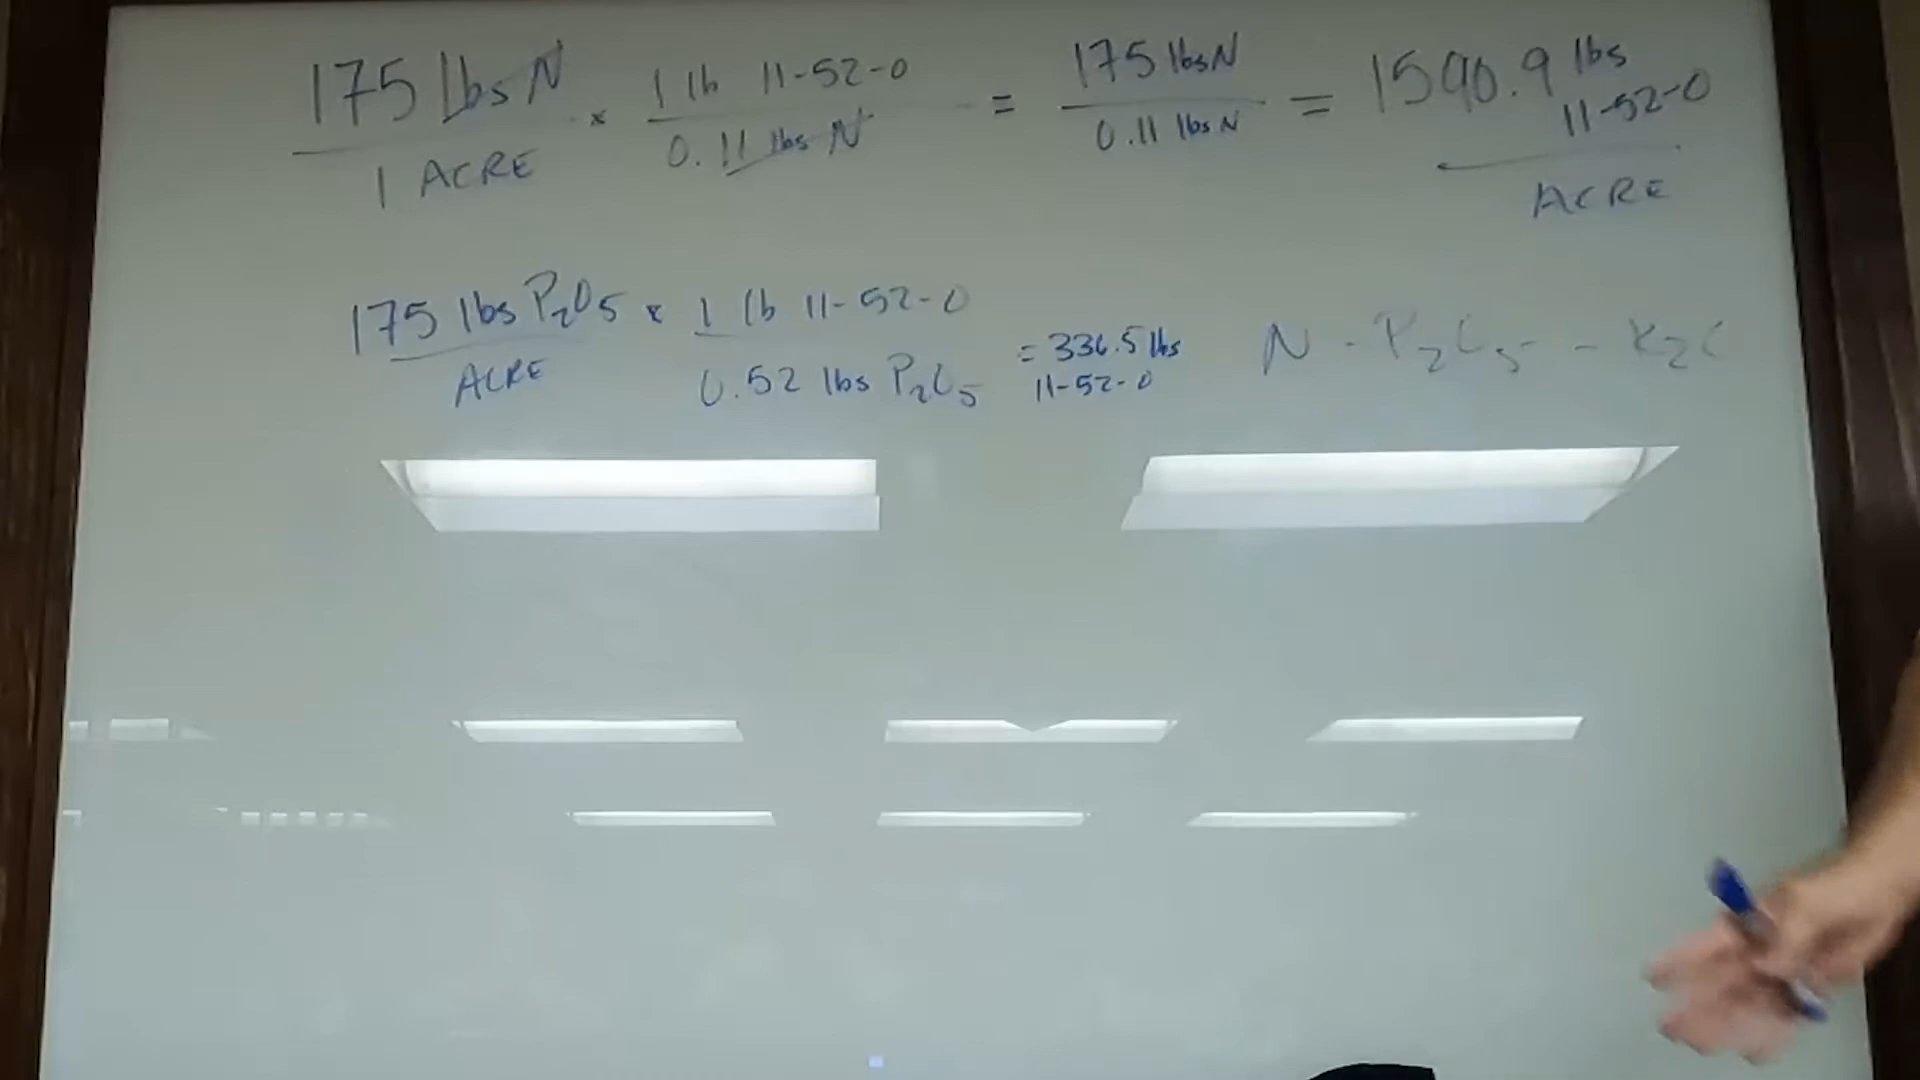 175 lbs N × 1 lb 11-52-0 = 175 lbs N = 1590.9 lbs 11-52-0
1 ACRE 0.11 lbs N 0.11 lbs N ACRE
175 lbs P2O5 × 1 lb 11-52-0 = 336.5 lbs N - P2O5 - K2O
ACRE 0.52 lbs P2O5 11-52-0